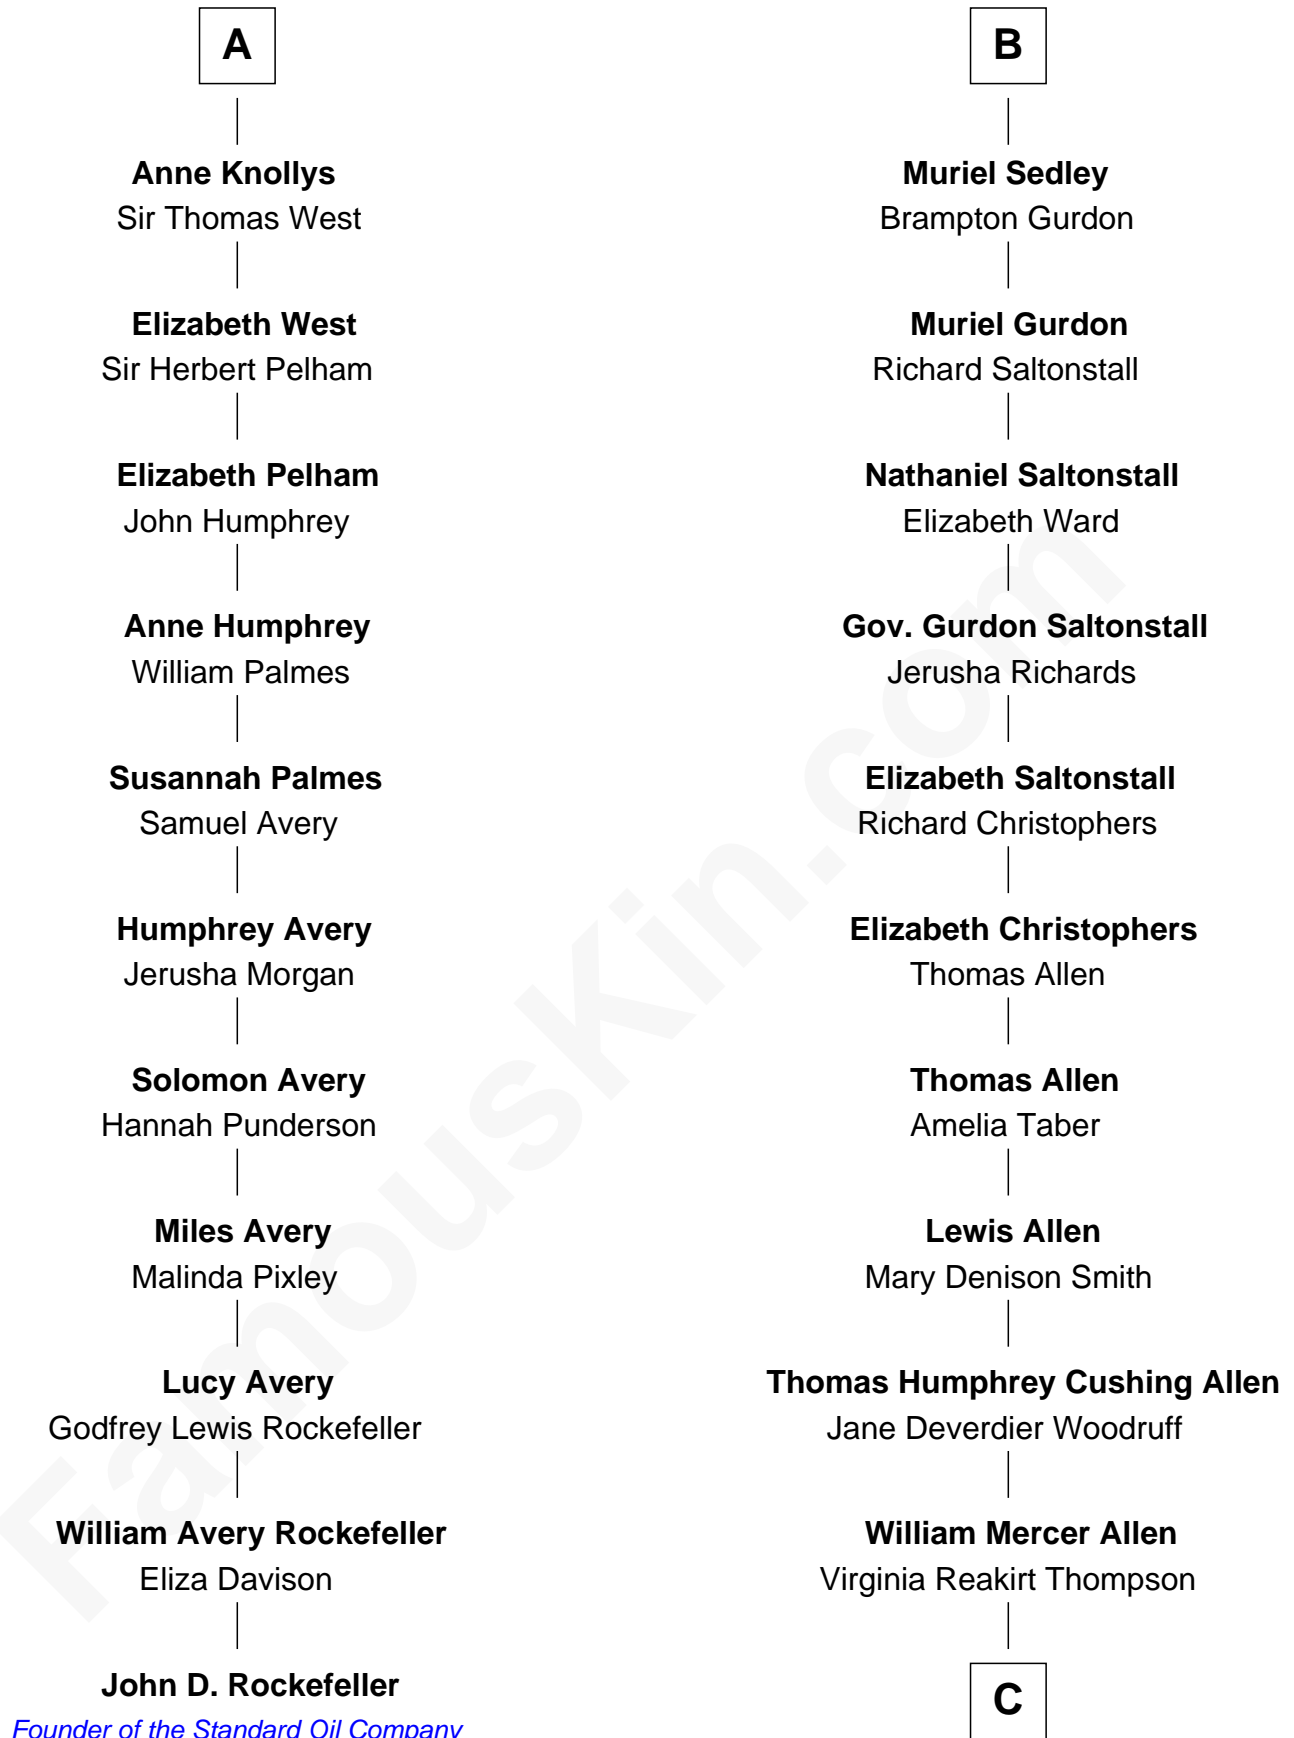 A
Anne Knollys
Sir Thomas West
Elizabeth West
Sir Herbert Pelham
Elizabeth Pelham
John Humphrey
Anne Humphrey
William Palmes
Susannah Palmes
Samuel Avery
Humphrey Avery
Jerusha Morgan
Solomon Avery
Hannah Punderson
Miles Avery
Malinda Pixley
Lucy Avery
Godfrey Lewis Rockefeller
William Avery Rockefeller
Eliza Davison
John D. Rockefeller
Founder of the Standard Oil Company
B
Muriel Sedley
Brampton Gurdon
Muriel Gurdon
Richard Saltonstall
Nathaniel Saltonstall
Elizabeth Ward
Gov. Gurdon Saltonstall
Jerusha Richards
Elizabeth Saltonstall
Richard Christophers
Elizabeth Christophers
Thomas Allen
Thomas Allen
Amelia Taber
Lewis Allen
Mary Denison Smith
Thomas Humphrey Cushing Allen
Jane Deverdier Woodruff
William Mercer Allen
Virginia Reakirt Thompson
C
FamousKin.com